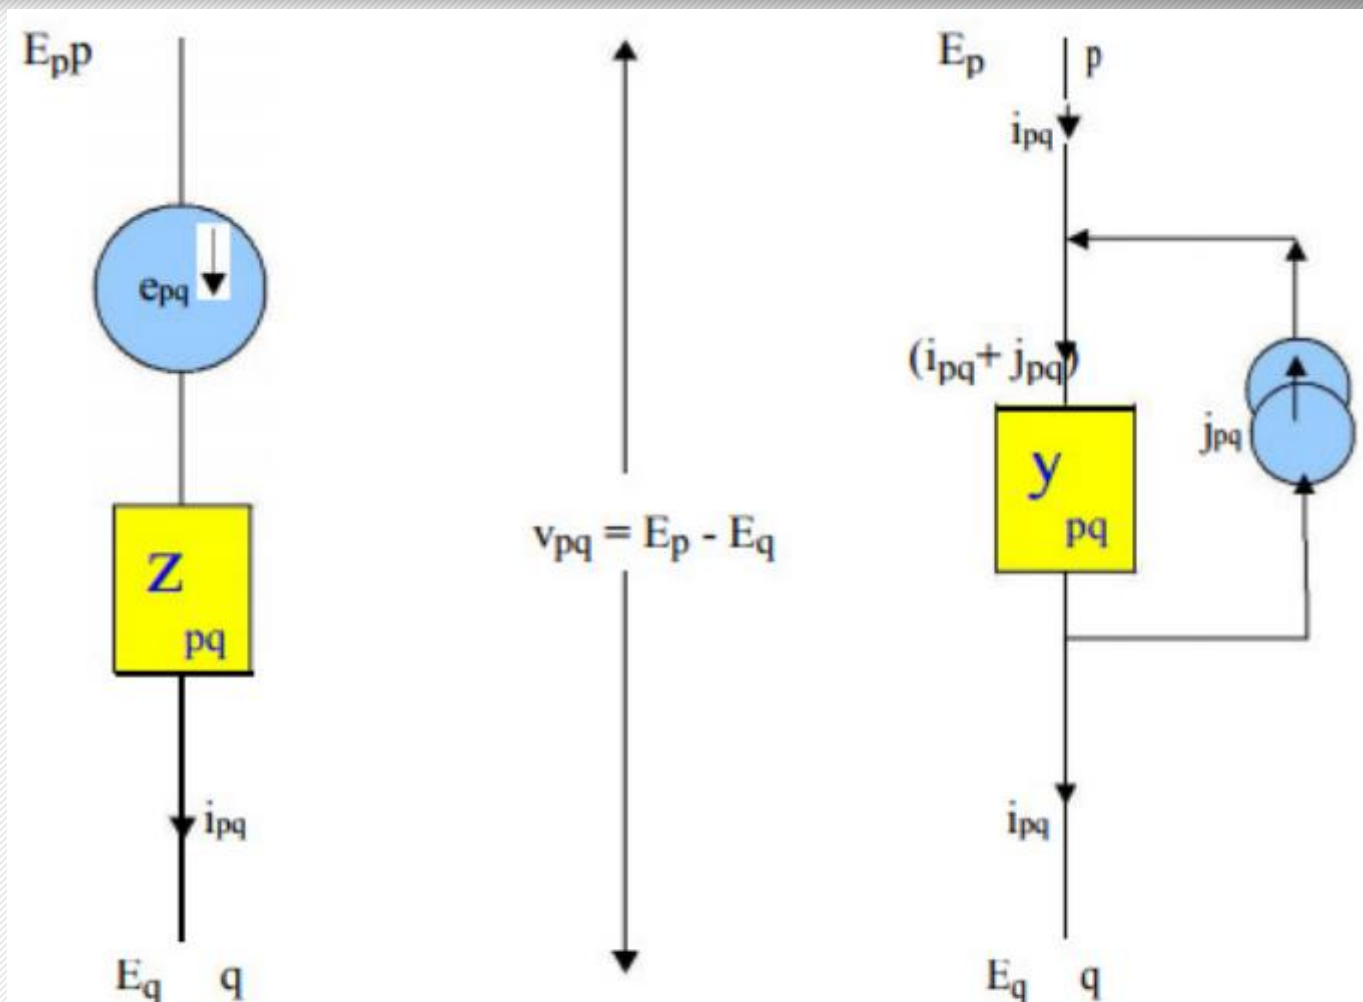 Epp
epq
Z
pq
ipq
Eq q
vpq = Ep - Eq
Ep p
ipq
(ipq+ jpq)
jpq
y
pq
ipq
Eq q